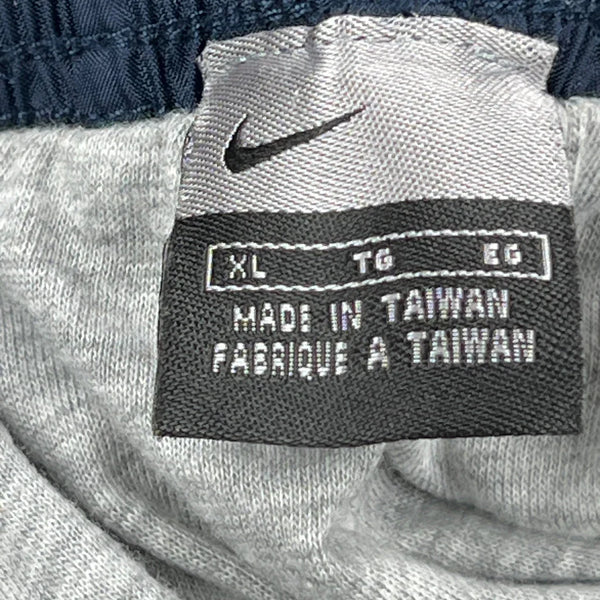 XL TG EG
MADE IN TAIWAN
FABRIQUE A TAIWAN